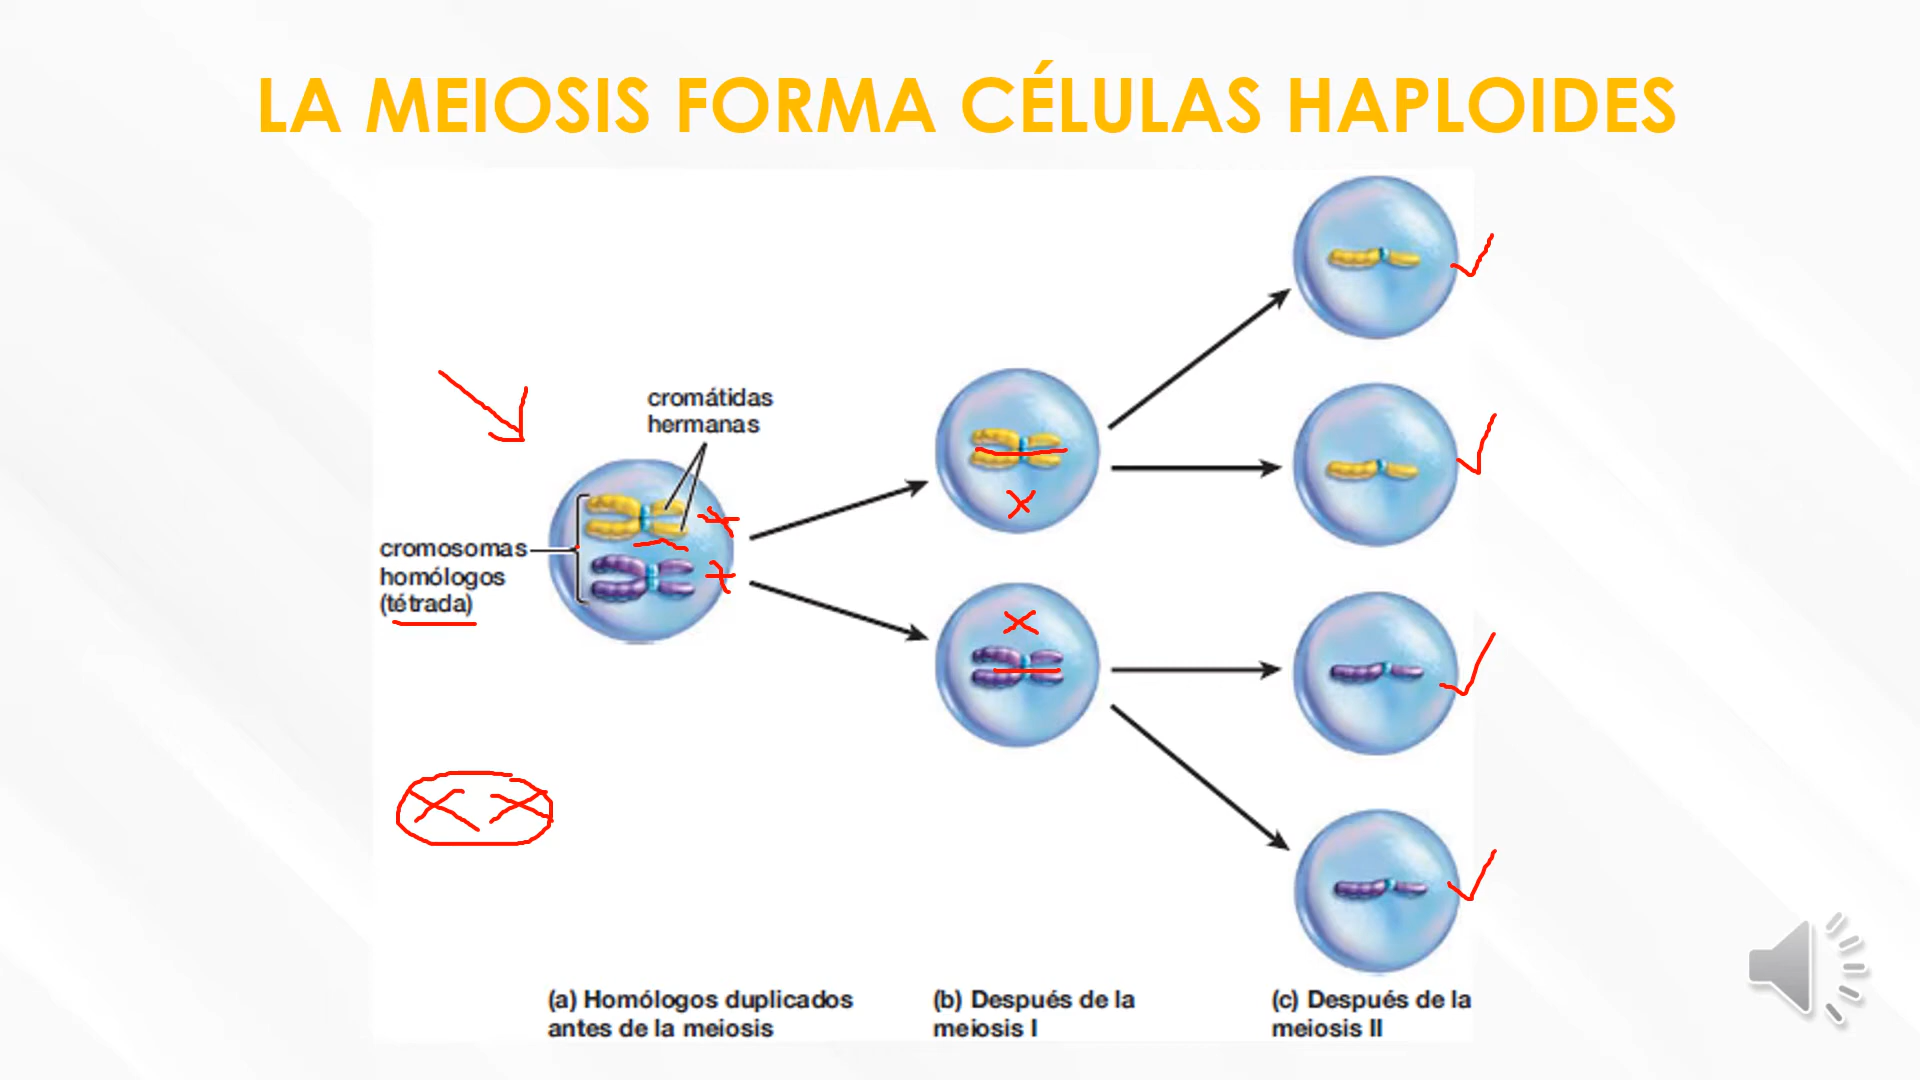 LA MEIOSIS FORMA CÉLULAS HAPLOIDES
cromátidas
hermanas
cromosomas
homólogos
(tétrada)
(a) Homólogos duplicados
antes de la meiosis
(b) Después de la
meiosis I
(c) Después de la
meiosis II